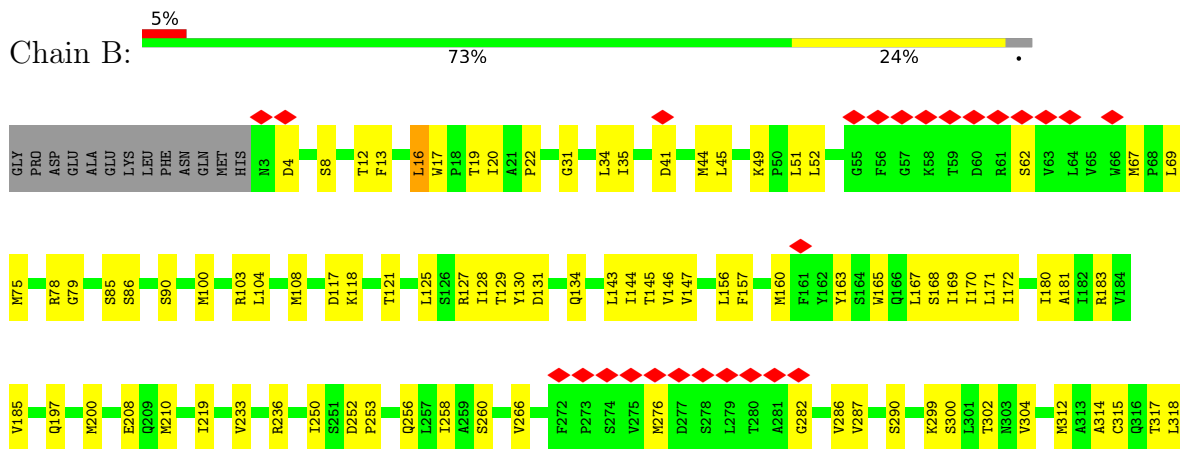 5%
Chain B:
73% 24% •
GLY PRO ASP GLU ALA GLU LYS LEU PHE ASN GLN MET HIS N3 D4 S8 T12 F13 L16 W17 P18 T19 I20 A21 P22 G31 L34 I35 D41 M44 L45 K49 P50 L51 L52 G55 F56 G57 K58 T59 D60 R61 S62 V63 L64 V65 W66 M67 P68 L69
M75 R78 G79 S85 S86 S90 M100 R103 L104 M108 D117 K118 T121 L125 S126 R127 I128 T129 Y130 D131 Q134 L143 I144 T145 V146 V147 L156 F157 M160 F161 Y162 Y163 S164 W165 Q166 L167 S168 I169 I170 L171 I172 I180 A181 I182 R183 V184
V185 Q197 M200 E208 Q209 M210 I219 V233 R236 I250 S251 D252 P253 Q256 L257 I258 A259 S260 V266 F272 P273 S274 V275 M276 D277 S278 L279 T280 A281 G282 V286 V287 S290 K299 S300 L301 T302 N303 V304 M312 A313 A314 C315 Q316 T317 L318